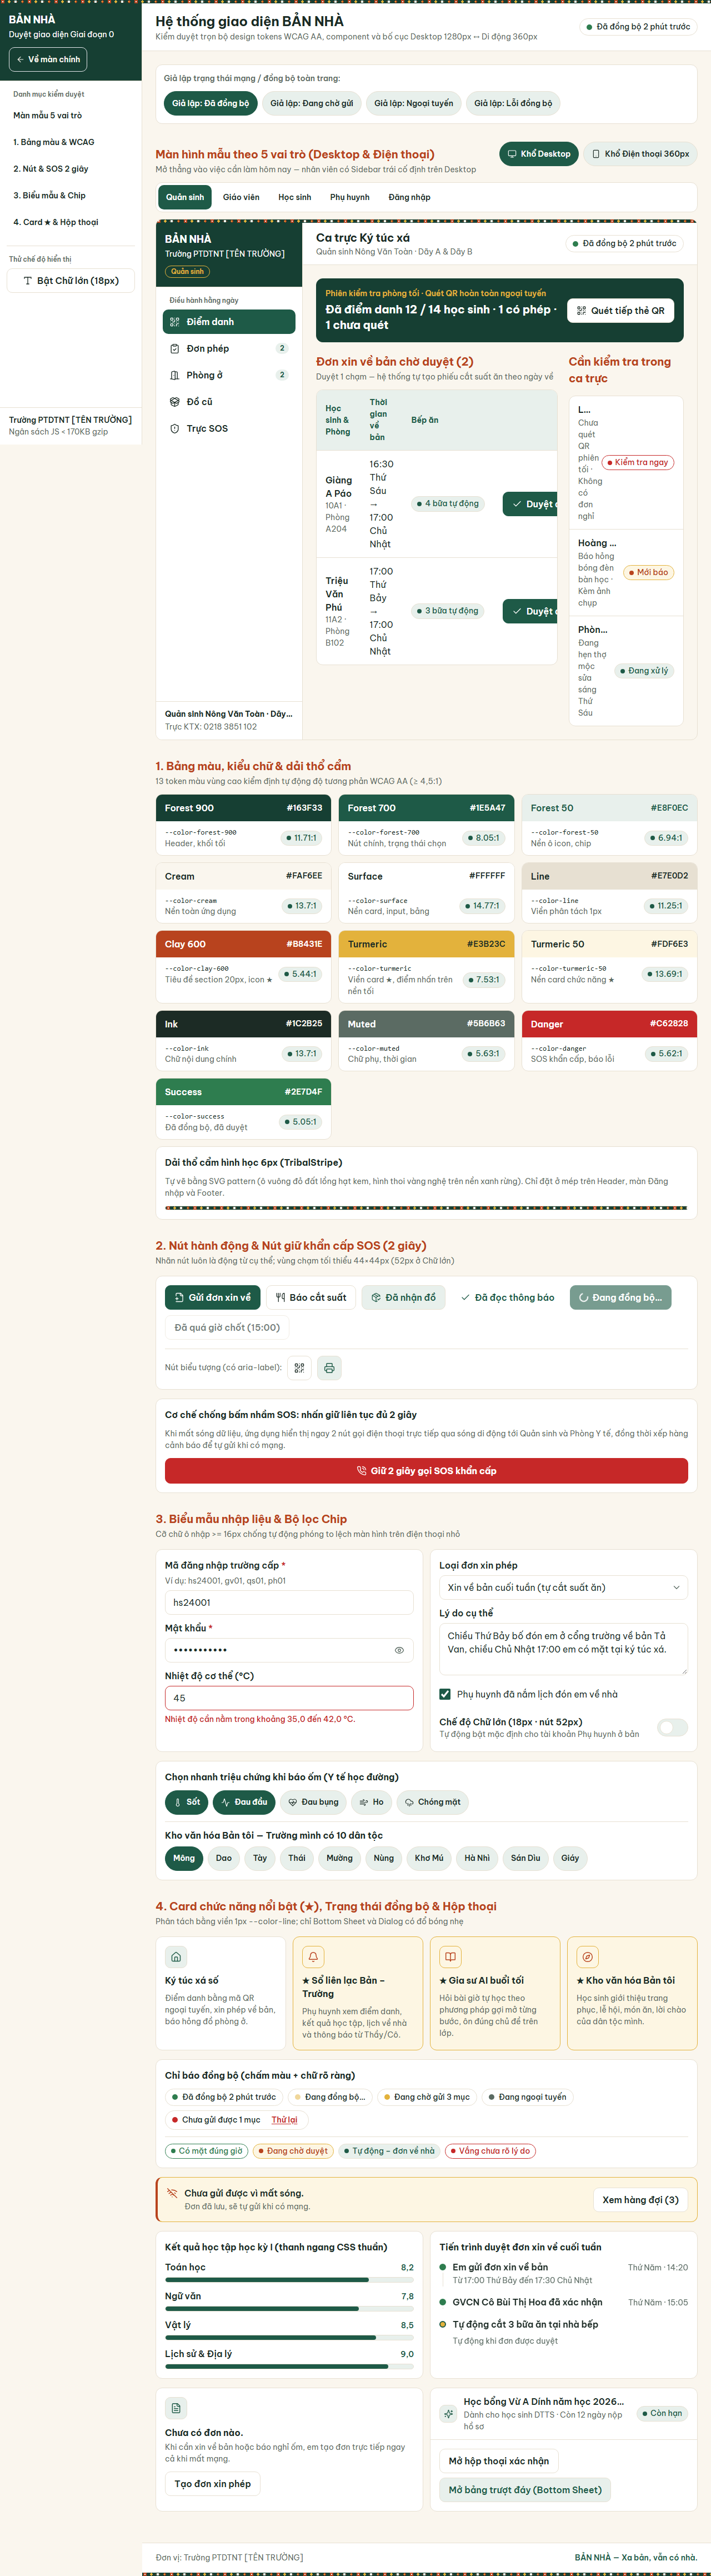 BẢN NHÀ
Duyệt giao diện Giai đoạn 0
← Về màn chính
Danh mục kiểm duyệt
Màn mẫu 5 vai trò
1. Bảng màu & WCAG
2. Nút & SOS 2 giây
3. Biểu mẫu & Chip
4. Card ★ & Hộp thoại
Thử chế độ hiển thị
Bật Chữ lớn (18px)
Trường PTDTNT [TÊN TRƯỜNG]
Ngân sách JS < 170KB gzip
Hệ thống giao diện BẢN NHÀ
Kiểm duyệt trọn bộ design tokens WCAG AA, component và bố cục Desktop 1280px ↔ Di động 360px
Đã đồng bộ 2 phút trước
Giả lập trạng thái mạng / đồng bộ toàn trang:
Giả lập: Đã đồng bộ
Giả lập: Đang chờ gửi
Giả lập: Ngoại tuyến
Giả lập: Lỗi đồng bộ
Màn hình mẫu theo 5 vai trò (Desktop & Điện thoại)
Mở thẳng vào việc cần làm hôm nay — nhân viên có Sidebar trái cố định trên Desktop
Khổ Desktop
Khổ Điện thoại 360px
Quản sinh
Giáo viên
Học sinh
Phụ huynh
Đăng nhập
BẢN NHÀ
Trường PTDTNT [TÊN TRƯỜNG]
Quản sinh
Điều hành hằng ngày
Điểm danh
Đơn phép 2
Phòng ở 2
Đồ cũ
Trực SOS
Quản sinh Nông Văn Toàn · Dãy...
Trực KTX: 0218 3851 102
Ca trực Ký túc xá
Quản sinh Nông Văn Toàn · Dãy A & Dãy B
Đã đồng bộ 2 phút trước
Phiên kiểm tra phòng tối · Quét QR hoàn toàn ngoại tuyến
Đã điểm danh 12 / 14 học sinh · 1 có phép ·
1 chưa quét
Quét tiếp thẻ QR
Đơn xin về bản chờ duyệt (2)
Duyệt 1 chạm — hệ thống tự tạo phiếu cắt suất ăn theo ngày về
Học
sinh &
Phòng
Thời
gian
về
bản
Bếp ăn
Giàng
A Páo
10A1 ·
Phòng
A204
16:30
Thứ
Sáu
→
17:00
Chủ
Nhật
4 bữa tự động
Duyệt
Triệu
Văn
Phú
11A2 ·
Phòng
B102
17:00
Thứ
Bảy
→
17:00
Chủ
Nhật
3 bữa tự động
Duyệt
Cần kiểm tra trong
ca trực
L...
Chưa
quét
QR
phiên
tối ·
Không
có
đơn
nghỉ
Kiểm tra ngay
Hoàng ...
Báo hỏng
bóng đèn
bàn học ·
Kèm ảnh
chụp
Mới báo
Phòn...
Đang
hẹn thợ
mộc
sửa
sáng
Thứ
Sáu
Đang xử lý
1. Bảng màu, kiểu chữ & dải thổ cẩm
13 token màu vùng cao kiểm định tự động độ tương phản WCAG AA (≥ 4,5:1)
Forest 900 #163F33
--color-forest-900
Header, khối tối
11.71:1
Forest 700 #1E5A47
--color-forest-700
Nút chính, trạng thái chọn
8.05:1
Forest 50 #E8F0EC
--color-forest-50
Nền ô icon, chip
6.94:1
Cream #FAF6EE
--color-cream
Nền toàn ứng dụng
13.7:1
Surface #FFFFFF
--color-surface
Nền card, input, bảng
14.77:1
Line #E7E0D2
--color-line
Viền phân tách 1px
11.25:1
Clay 600 #B8431E
--color-clay-600
Tiêu đề section 20px, icon ★
5.44:1
Turmeric #E3B23C
--color-turmeric
Viền card ★, điểm nhấn trên
nền tối
7.53:1
Turmeric 50 #FDF6E3
--color-turmeric-50
Nền card chức năng ★
13.69:1
Ink #1C2B25
--color-ink
Chữ nội dung chính
13.7:1
Muted #5B6B63
--color-muted
Chữ phụ, thời gian
5.63:1
Danger #C62828
--color-danger
SOS khẩn cấp, báo lỗi
5.62:1
Success #2E7D4F
--color-success
Đã đồng bộ, đã duyệt
5.05:1
Dải thổ cẩm hình học 6px (TribalStripe)
Tự vẽ bằng SVG pattern (ô vuông đỏ đất lồng hạt kem, hình thoi vàng nghệ trên nền xanh rừng). Chỉ đặt ở mép trên Header, màn Đăng
nhập và Footer.
2. Nút hành động & Nút giữ khẩn cấp SOS (2 giây)
Nhãn nút luôn là động từ cụ thể; vùng chạm tối thiểu 44×44px (52px ở Chữ lớn)
Gửi đơn xin về
Báo cắt suất
Đã nhận đồ
Đã đọc thông báo
Đang đồng bộ...
Đã quá giờ chốt (15:00)
Nút biểu tượng (có aria-label):
Cơ chế chống bấm nhầm SOS: nhấn giữ liên tục đủ 2 giây
Khi mất sóng dữ liệu, ứng dụng hiển thị ngay 2 nút gọi điện thoại trực tiếp qua sóng di động tới Quản sinh và Phòng Y tế, đồng thời xếp hàng
cảnh báo để tự gửi khi có mạng.
Giữ 2 giây gọi SOS khẩn cấp
3. Biểu mẫu nhập liệu & Bộ lọc Chip
Cỡ chữ ô nhập >= 16px chống tự động phóng to lệch màn hình trên điện thoại nhỏ
Mã đăng nhập trường cấp *
Ví dụ: hs24001, gv01, qs01, ph01
hs24001
Mật khẩu *
•••••••••••
Nhiệt độ cơ thể (°C)
45
Nhiệt độ cần nằm trong khoảng 35,0 đến 42,0 °C.
Loại đơn xin phép
Xin về bản cuối tuần (tự cắt suất ăn)
Lý do cụ thể
Chiều Thứ Bảy bố đón em ở cổng trường về bản Tả
Van, chiều Chủ Nhật 17:00 em có mặt tại ký túc xá.
Phụ huynh đã nắm lịch đón em về nhà
Chế độ Chữ lớn (18px · nút 52px)
Tự động bật mặc định cho tài khoản Phụ huynh ở bản
Chọn nhanh triệu chứng khi báo ốm (Y tế học đường)
Sốt
Đau đầu
Đau bụng
Ho
Chóng mặt
Kho văn hóa Bản tôi — Trường mình có 10 dân tộc
Mông
Dao
Tày
Thái
Mường
Nùng
Khơ Mú
Hà Nhì
Sán Dìu
Giáy
4. Card chức năng nổi bật (★), Trạng thái đồng bộ & Hộp thoại
Phân tách bằng viền 1px --color-line; chỉ Bottom Sheet và Dialog có đổ bóng nhẹ
Ký túc xá số
Điểm danh bằng mã QR
ngoại tuyến, xin phép về bản,
báo hỏng đồ phòng ở.
★ Sổ liên lạc Bản –
Trường
Phụ huynh xem điểm danh,
kết quả học tập, lịch về nhà
và thông báo từ Thầy/Cô.
★ Gia sư AI buổi tối
Hỏi bài giờ tự học theo
phương pháp gợi mở từng
bước, ôn đúng chủ đề trên
lớp.
★ Kho văn hóa Bản tôi
Học sinh giới thiệu trang
phục, lễ hội, món ăn, lời chào
của dân tộc mình.
Chỉ báo đồng bộ (chấm màu + chữ rõ ràng)
Đã đồng bộ 2 phút trước
Đang đồng bộ...
Đang chờ gửi 3 mục
Đang ngoại tuyến
Chưa gửi được 1 mục Thử lại
Có mặt đúng giờ
Đang chờ duyệt
Tự động – đơn về nhà
Vắng chưa rõ lý do
Chưa gửi được vì mất sóng.
Đơn đã lưu, sẽ tự gửi khi có mạng.
Xem hàng đợi (3)
Kết quả học tập học kỳ I (thanh ngang CSS thuần)
Toán học 8,2
Ngữ văn 7,8
Vật lý 8,5
Lịch sử & Địa lý 9,0
Tiến trình duyệt đơn xin về cuối tuần
Em gửi đơn xin về bản Thứ Năm · 14:20
Từ 17:00 Thứ Bảy đến 17:30 Chủ Nhật
GVCN Cô Bùi Thị Hoa đã xác nhận Thứ Năm · 15:05
Tự động cắt 3 bữa ăn tại nhà bếp
Tự động khi đơn được duyệt
Chưa có đơn nào.
Khi cần xin về bản hoặc báo nghỉ ốm, em tạo đơn trực tiếp ngay
cả khi mất mạng.
Tạo đơn xin phép
Học bổng Vừ A Dính năm học 2026...
Dành cho học sinh DTTS · Còn 12 ngày nộp
hồ sơ
Còn hạn
Mở hộp thoại xác nhận
Mở bảng trượt đáy (Bottom Sheet)
Đơn vị: Trường PTDTNT [TÊN TRƯỜNG]
BẢN NHÀ — Xa bản, vẫn có nhà.